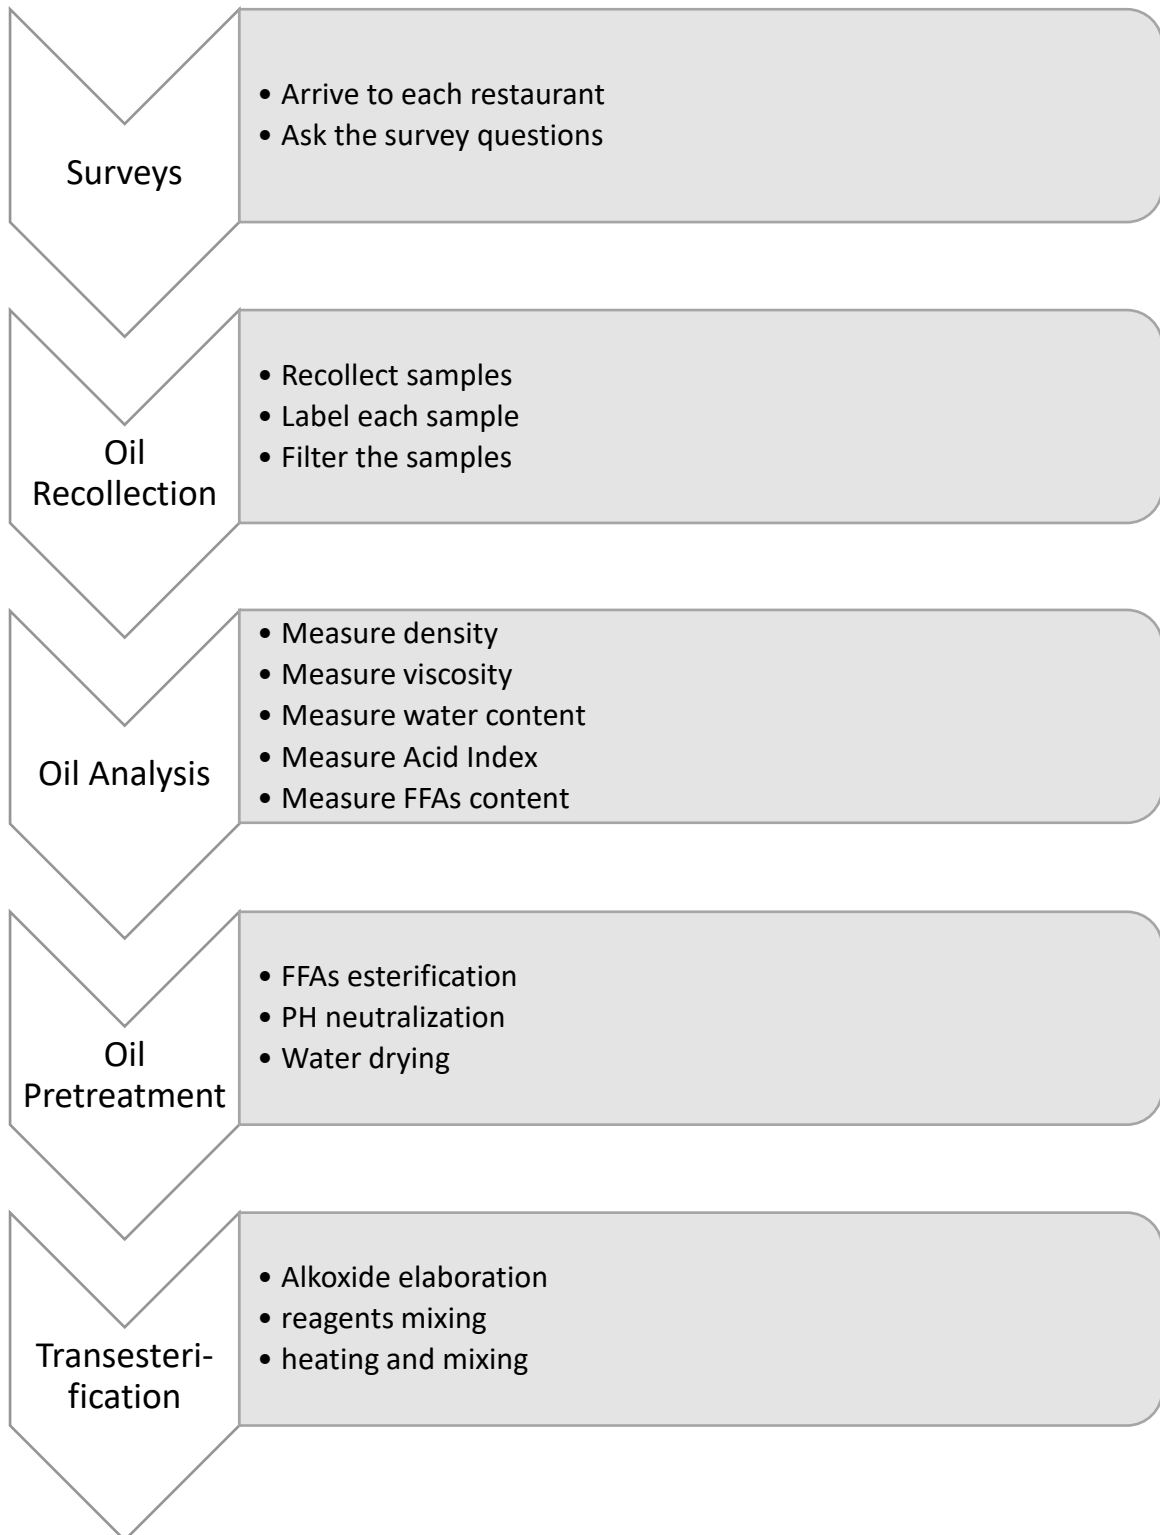 Surveys
• Arrive to each restaurant
• Ask the survey questions
Oil
Recollection
• Recollect samples
• Label each sample
• Filter the samples
Oil Analysis
• Measure density
• Measure viscosity
• Measure water content
• Measure Acid Index
• Measure FFAs content
Oil
Pretreatment
• FFAs esterification
• PH neutralization
• Water drying
Transesteri-
fication
• Alkoxide elaboration
• reagents mixing
• heating and mixing